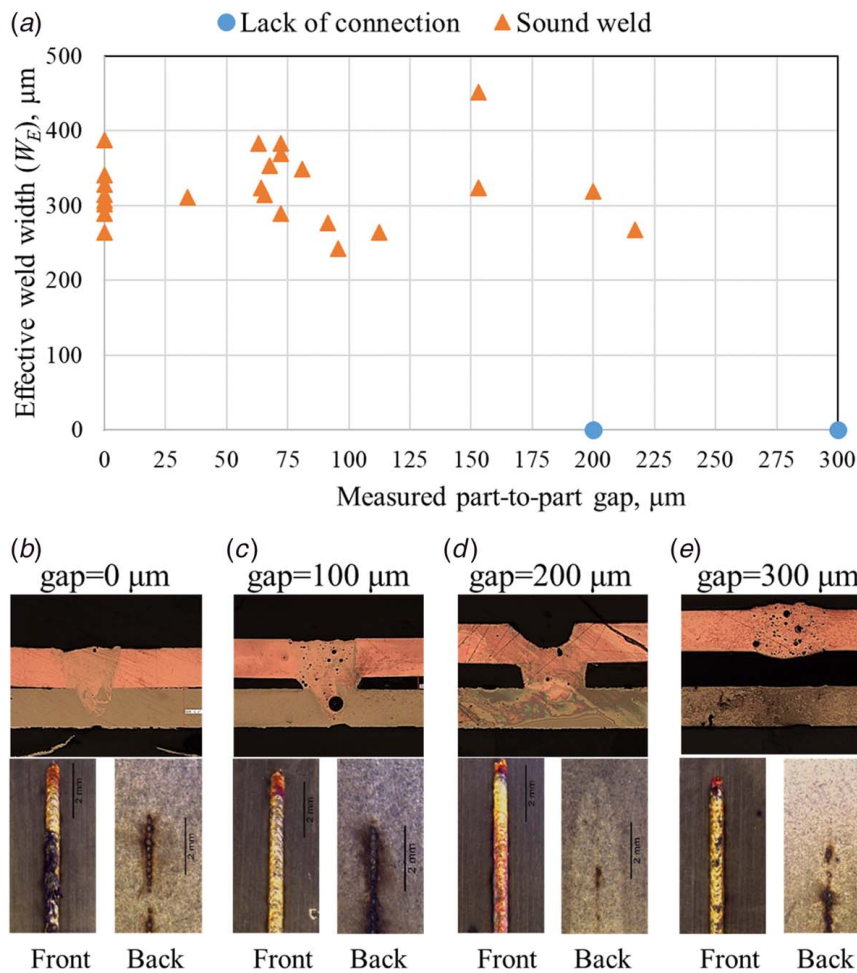 (a)
Lack of connection Sound weld
500
400
300
200
100
0
Effective weld width (W_E), μm
0 25 50 75 100 125 150 175 200 225 250 275 300
Measured part-to-part gap, μm
(b) (c) (d) (e)
gap=0 μm gap=100 μm gap=200 μm gap=300 μm
2 mm 2 mm 2 mm 2 mm 2 mm 2 mm
Front Back Front Back Front Back Front Back